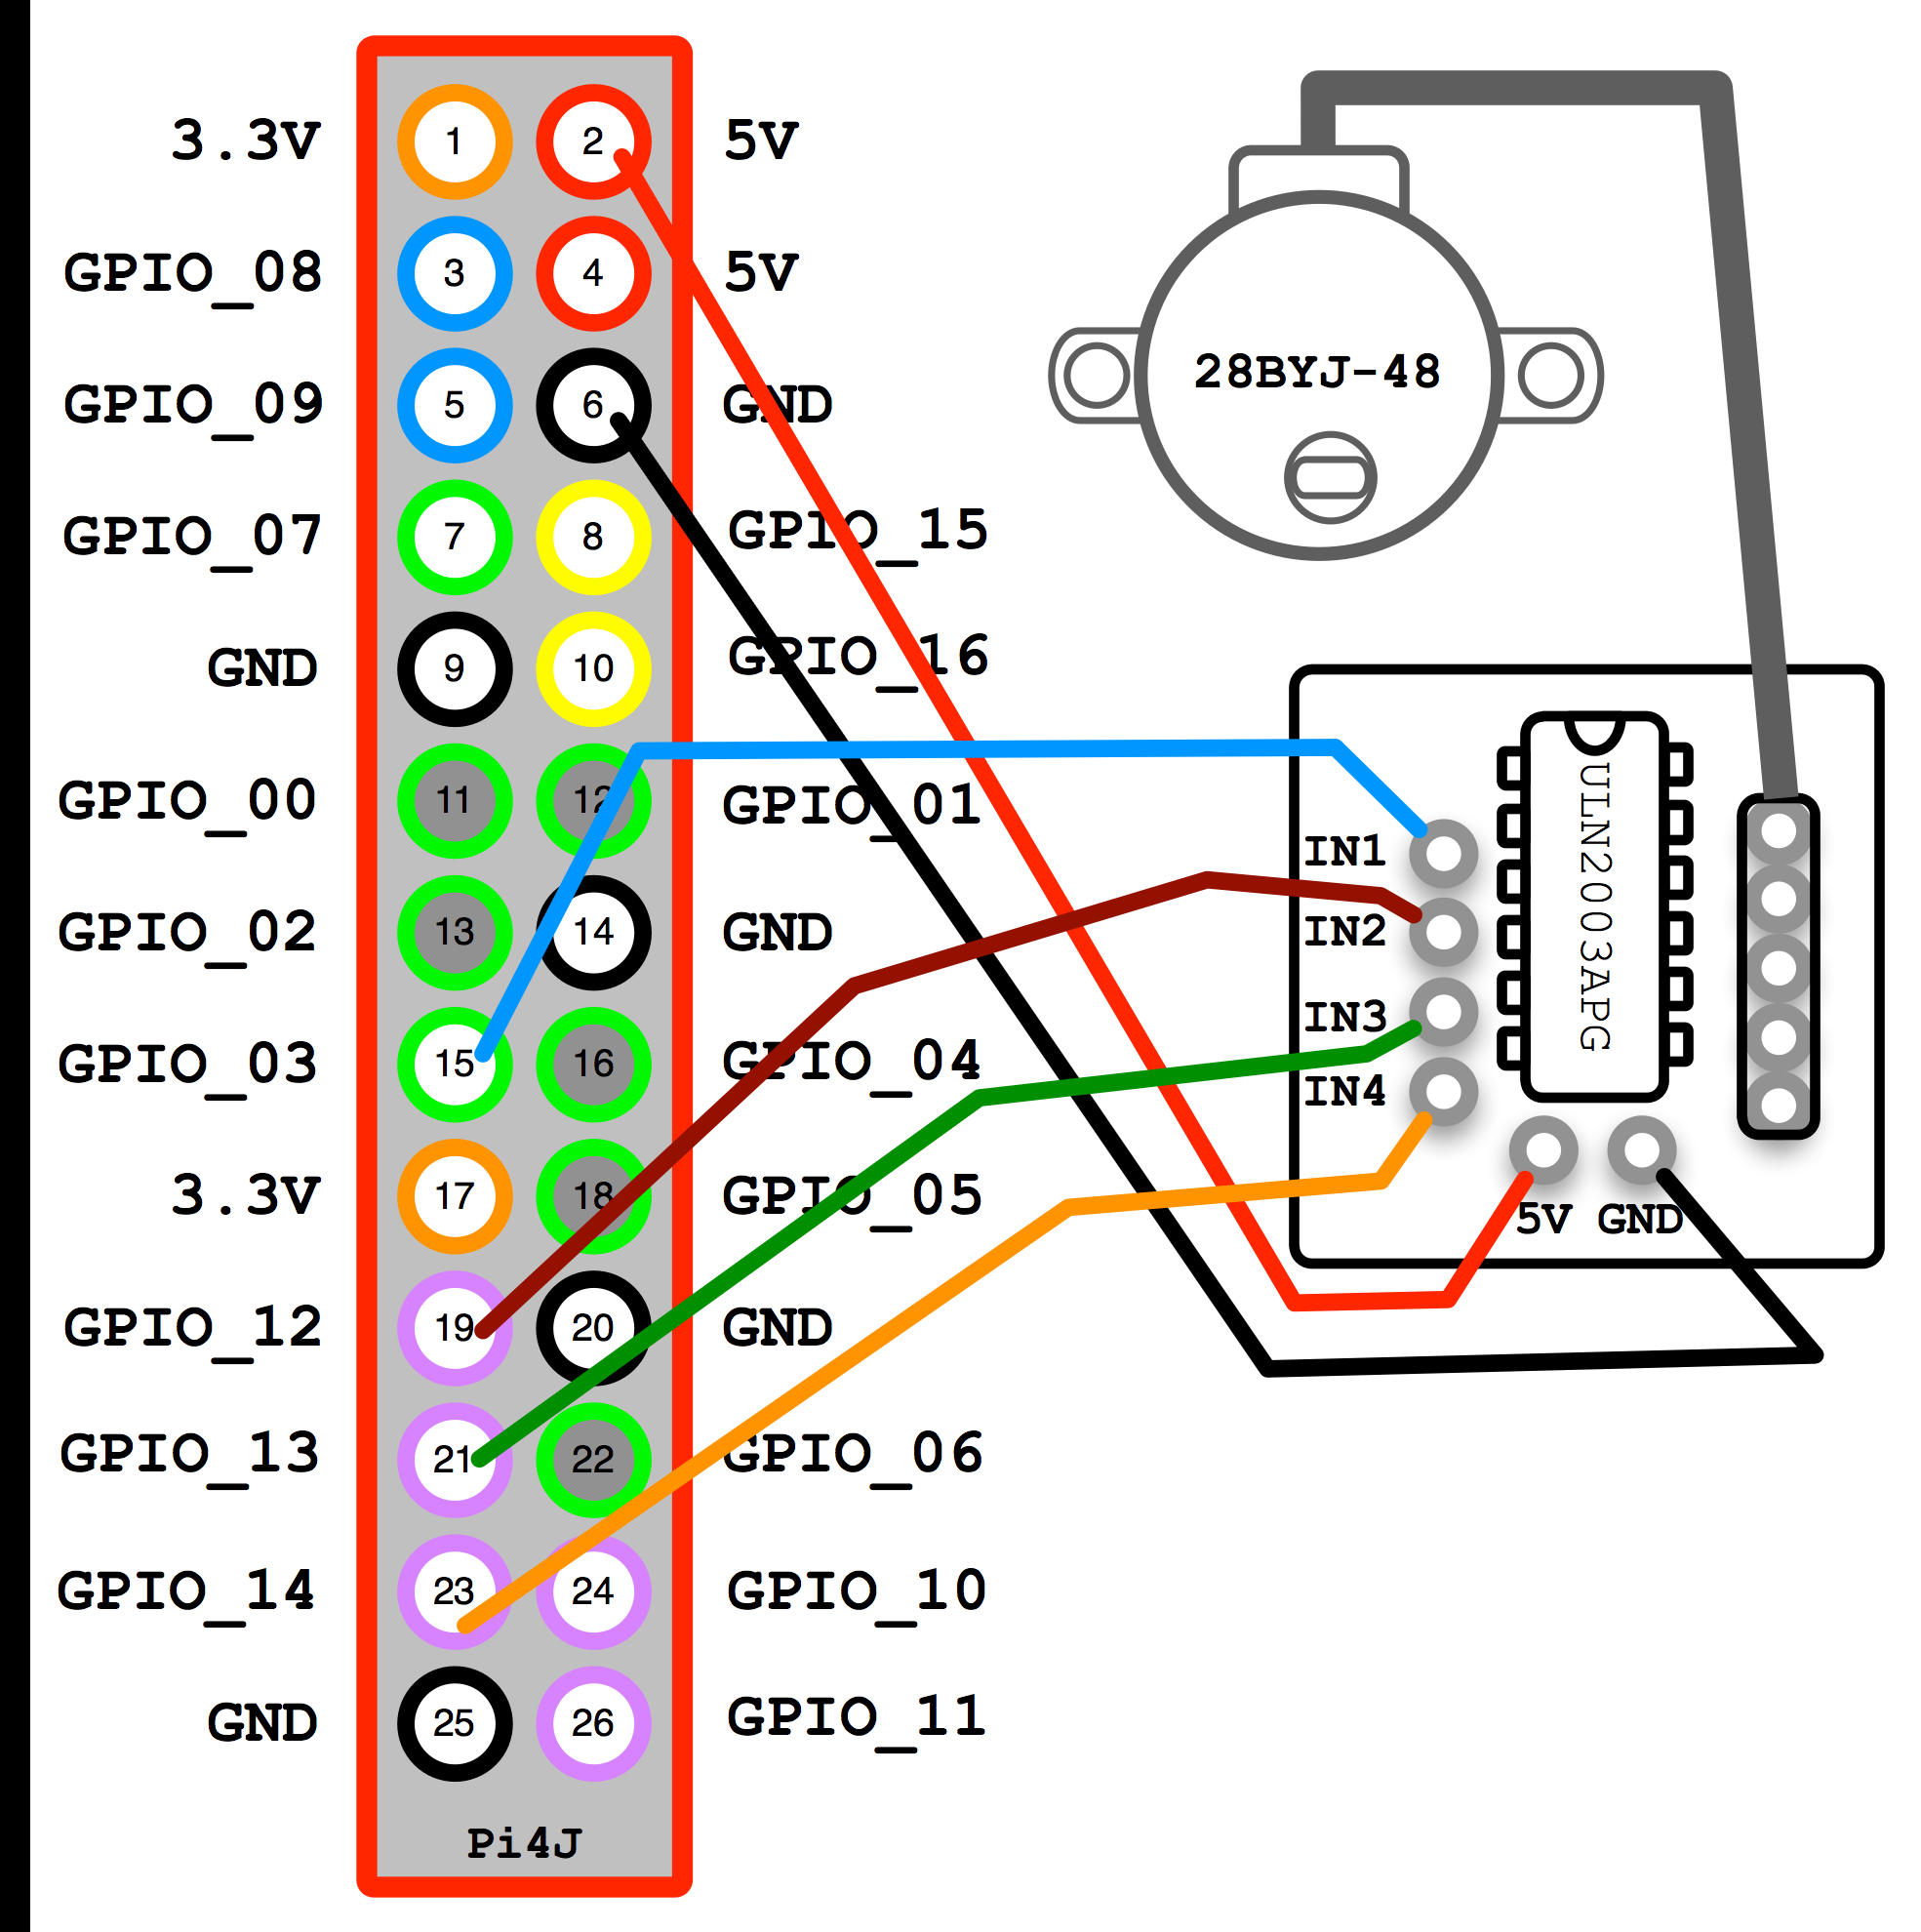 3.3V 1 2 5V
GPIO_08 3 4 5V
GPIO_09 5 6 GND
GPIO_07 7 8 GPIO_15
GND 9 10 GPIO_16
GPIO_00 11 12 GPIO_01
GPIO_02 13 14 GND
GPIO_03 15 16 GPIO_04
3.3V 17 18 GPIO_05
GPIO_12 19 20 GND
GPIO_13 21 22 GPIO_06
GPIO_14 23 24 GPIO_10
GND 25 26 GPIO_11
Pi4J
28BYJ-48
IN1
IN2
IN3
IN4
ULN2003APG
5V GND